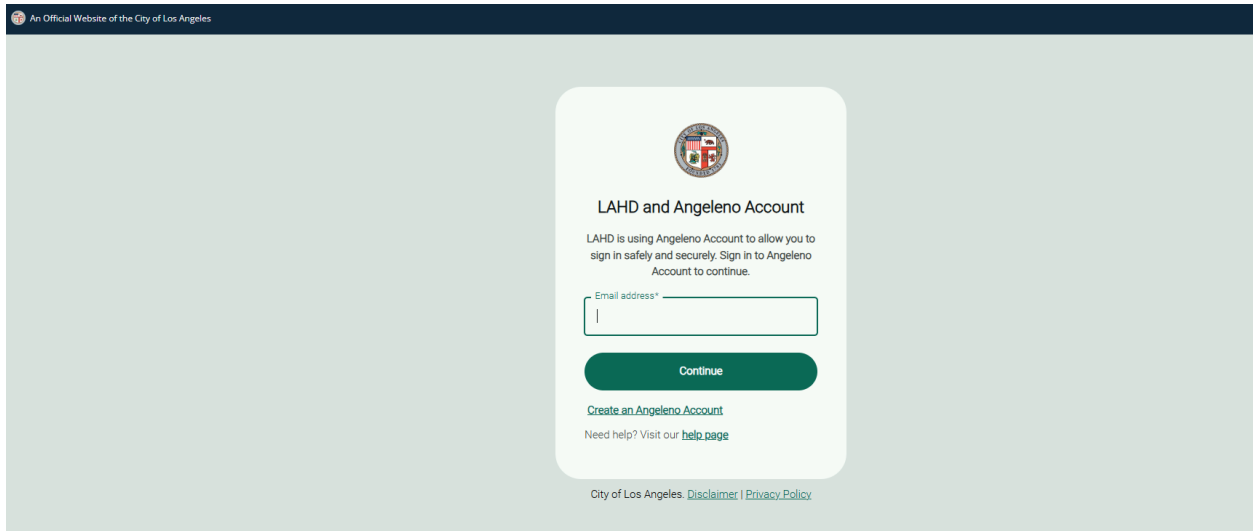 An Official Website of the City of Los Angeles
LAHD and Angeleno Account
LAHD is using Angeleno Account to allow you to
sign in safely and securely. Sign in to Angeleno
Account to continue.
Email address*
Continue
Create an Angeleno Account
Need help? Visit our help page
City of Los Angeles. Disclaimer | Privacy Policy